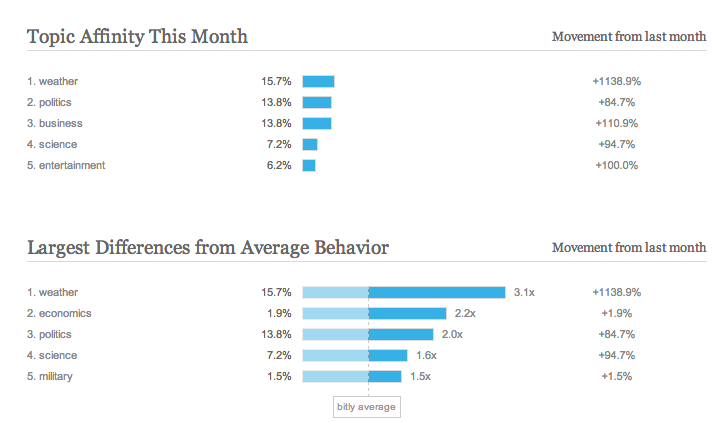 Topic Affinity This Month Movement from last month
1. weather 15.7% +1138.9%
2. politics 13.8% +84.7%
3. business 13.8% +110.9%
4. science 7.2% +94.7%
5. entertainment 6.2% +100.0%
Largest Differences from Average Behavior Movement from last month
1. weather 15.7% 3.1x +1138.9%
2. economics 1.9% 2.2x +1.9%
3. politics 13.8% 2.0x +84.7%
4. science 7.2% 1.6x +94.7%
5. military 1.5% 1.5x +1.5%
bitly average